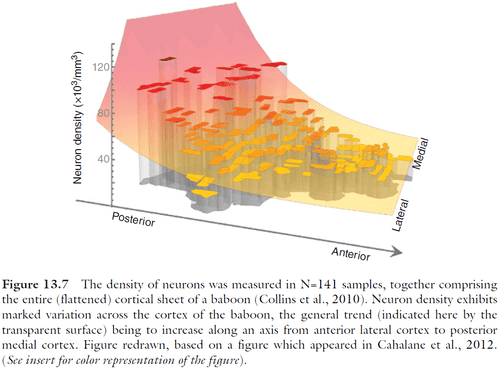 120
80
40
Neuron density (×10³/mm³)
Medial
Lateral
Posterior
Anterior
Figure 13.7 The density of neurons was measured in N=141 samples, together comprising
the entire (flattened) cortical sheet of a baboon (Collins et al., 2010). Neuron density exhibits
marked variation across the cortex of the baboon, the general trend (indicated here by the
transparent surface) being to increase along an axis from anterior lateral cortex to posterior
medial cortex. Figure redrawn, based on a figure which appeared in Cahalane et al., 2012.
(See insert for color representation of the figure).